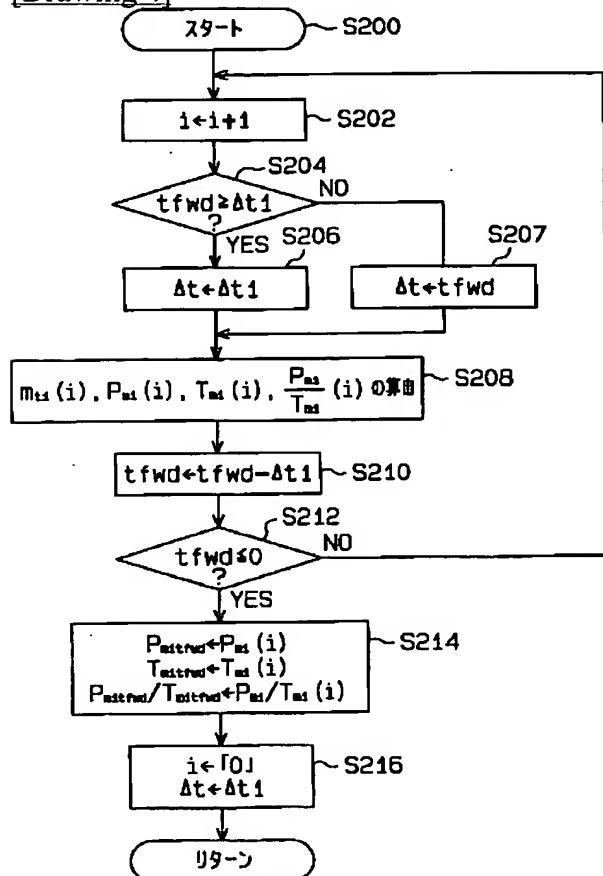 スタート S200
i←i+1 S202
S204
tfwd≧Δt1 NO
?
YES S206 S207
Δt←Δt1 Δt←tfwd
mti(i), Pmi(i), Tmi(i), Pmi/Tmi (i) の算出 S208
tfwd←tfwd-Δt1 S210
S212
tfwd≦0 NO
?
YES
Pmitfwd←Pmi(i) S214
Tmitfwd←Tmi(i)
Pmitfwd/Tmitfwd←Pmi/Tmi(i)
i←「0」 S216
Δt←Δt1
リターン